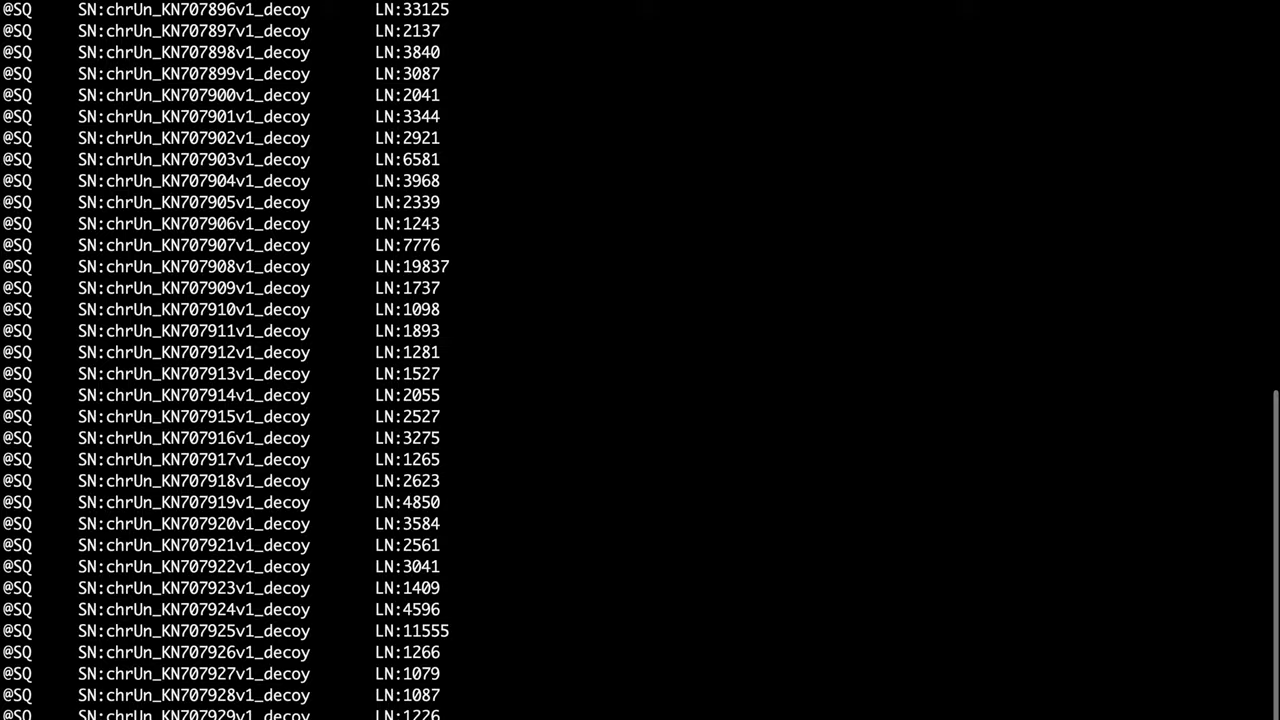 @SQ SN:chrUn_KN707896v1_decoy LN:33125
@SQ SN:chrUn_KN707897v1_decoy LN:2137
@SQ SN:chrUn_KN707898v1_decoy LN:3840
@SQ SN:chrUn_KN707899v1_decoy LN:3087
@SQ SN:chrUn_KN707900v1_decoy LN:2041
@SQ SN:chrUn_KN707901v1_decoy LN:3344
@SQ SN:chrUn_KN707902v1_decoy LN:2921
@SQ SN:chrUn_KN707903v1_decoy LN:6581
@SQ SN:chrUn_KN707904v1_decoy LN:3968
@SQ SN:chrUn_KN707905v1_decoy LN:2339
@SQ SN:chrUn_KN707906v1_decoy LN:1243
@SQ SN:chrUn_KN707907v1_decoy LN:7776
@SQ SN:chrUn_KN707908v1_decoy LN:19837
@SQ SN:chrUn_KN707909v1_decoy LN:1737
@SQ SN:chrUn_KN707910v1_decoy LN:1098
@SQ SN:chrUn_KN707911v1_decoy LN:1893
@SQ SN:chrUn_KN707912v1_decoy LN:1281
@SQ SN:chrUn_KN707913v1_decoy LN:1527
@SQ SN:chrUn_KN707914v1_decoy LN:2055
@SQ SN:chrUn_KN707915v1_decoy LN:2527
@SQ SN:chrUn_KN707916v1_decoy LN:3275
@SQ SN:chrUn_KN707917v1_decoy LN:1265
@SQ SN:chrUn_KN707918v1_decoy LN:2623
@SQ SN:chrUn_KN707919v1_decoy LN:4850
@SQ SN:chrUn_KN707920v1_decoy LN:3584
@SQ SN:chrUn_KN707921v1_decoy LN:2561
@SQ SN:chrUn_KN707922v1_decoy LN:3041
@SQ SN:chrUn_KN707923v1_decoy LN:1409
@SQ SN:chrUn_KN707924v1_decoy LN:4596
@SQ SN:chrUn_KN707925v1_decoy LN:11555
@SQ SN:chrUn_KN707926v1_decoy LN:1266
@SQ SN:chrUn_KN707927v1_decoy LN:1079
@SQ SN:chrUn_KN707928v1_decoy LN:1087
@SQ SN:chrUn_KN707929v1_decoy LN:1226